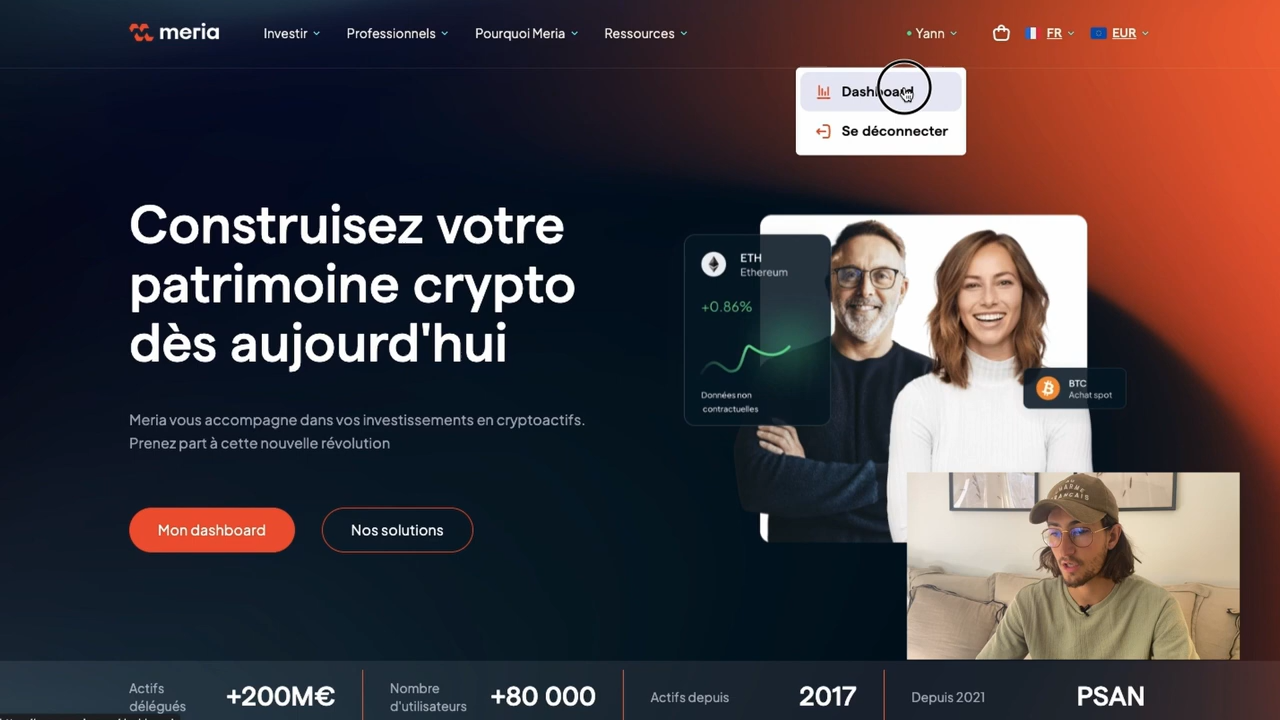 meria
Investir
Professionnels
Pourquoi Meria
Ressources
Yann
FR
EUR
Dashboard
Se déconnecter
Construisez votre
patrimoine crypto
dès aujourd'hui
Meria vous accompagne dans vos investissements en cryptoactifs.
Prenez part à cette nouvelle révolution
Mon dashboard
Nos solutions
ETH
Ethereum
+0.86%
Données non
contractuelles
BTC
Achat spot
CHARME
FRANÇAIS
Actifs
délégués
+200M€
Nombre
d'utilisateurs
+80 000
Actifs depuis
2017
Depuis 2021
PSAN